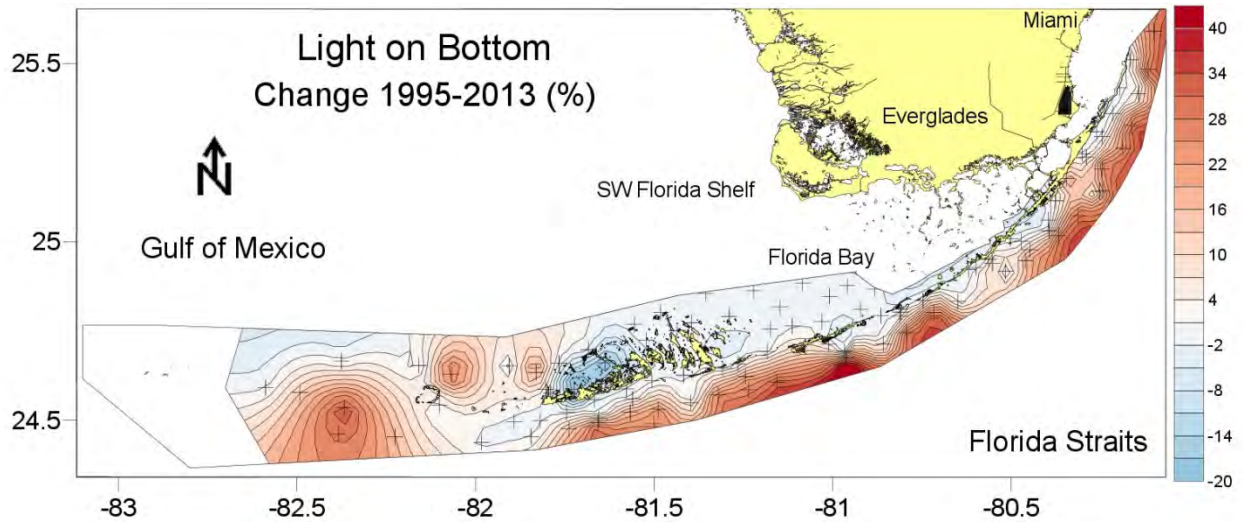 Light on Bottom
Change 1995-2013 (%)
Miami
Everglades
SW Florida Shelf
N
Gulf of Mexico
Florida Bay
Florida Straits
25.5
25
24.5
-83
-82.5
-82
-81.5
-81
-80.5
40
34
28
22
16
10
4
-2
-8
-14
-20